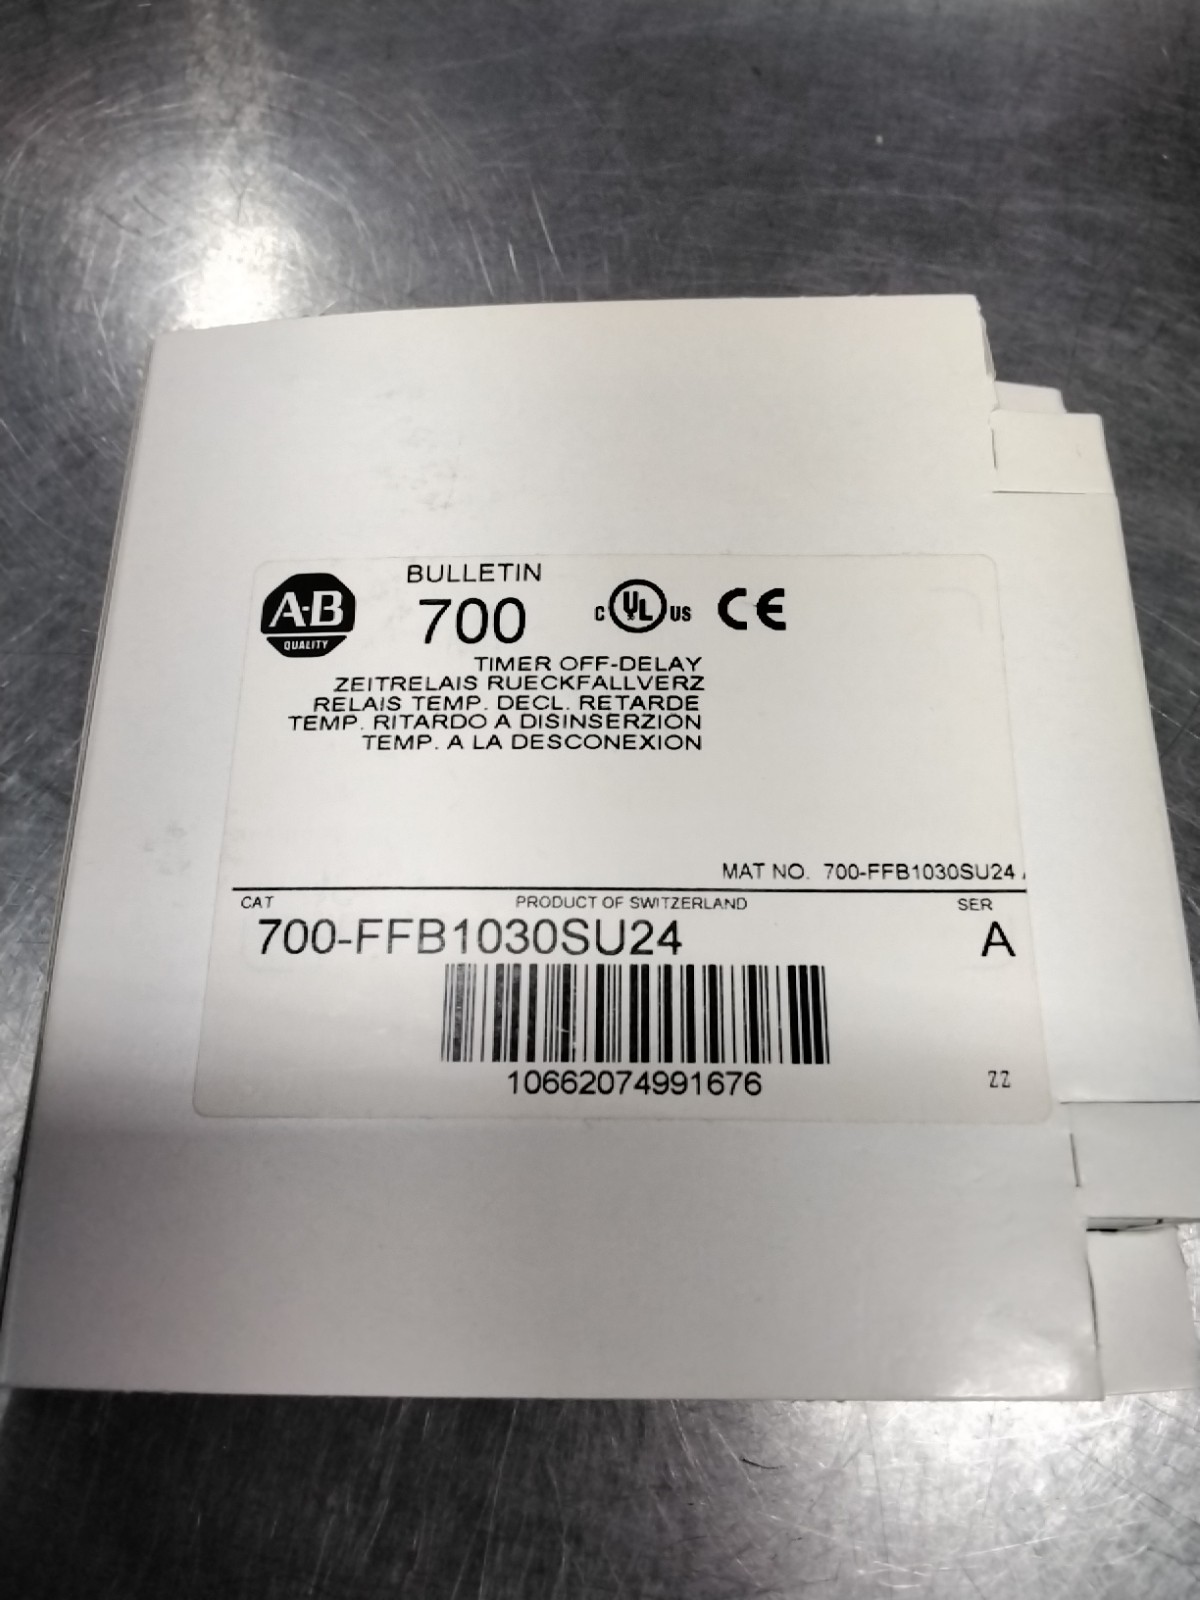 A-B
QUALITY
BULLETIN
700
C UL US CE
TIMER OFF-DELAY
ZEITRELAIS RUECKFALLVERZ
RELAIS TEMP. DECL. RETARDE
TEMP. RITARDO A DISINSERZION
TEMP. A LA DESCONEXION
MAT NO. 700-FFB1030SU24
CAT PRODUCT OF SWITZERLAND SER
700-FFB1030SU24 A
10662074991676
22